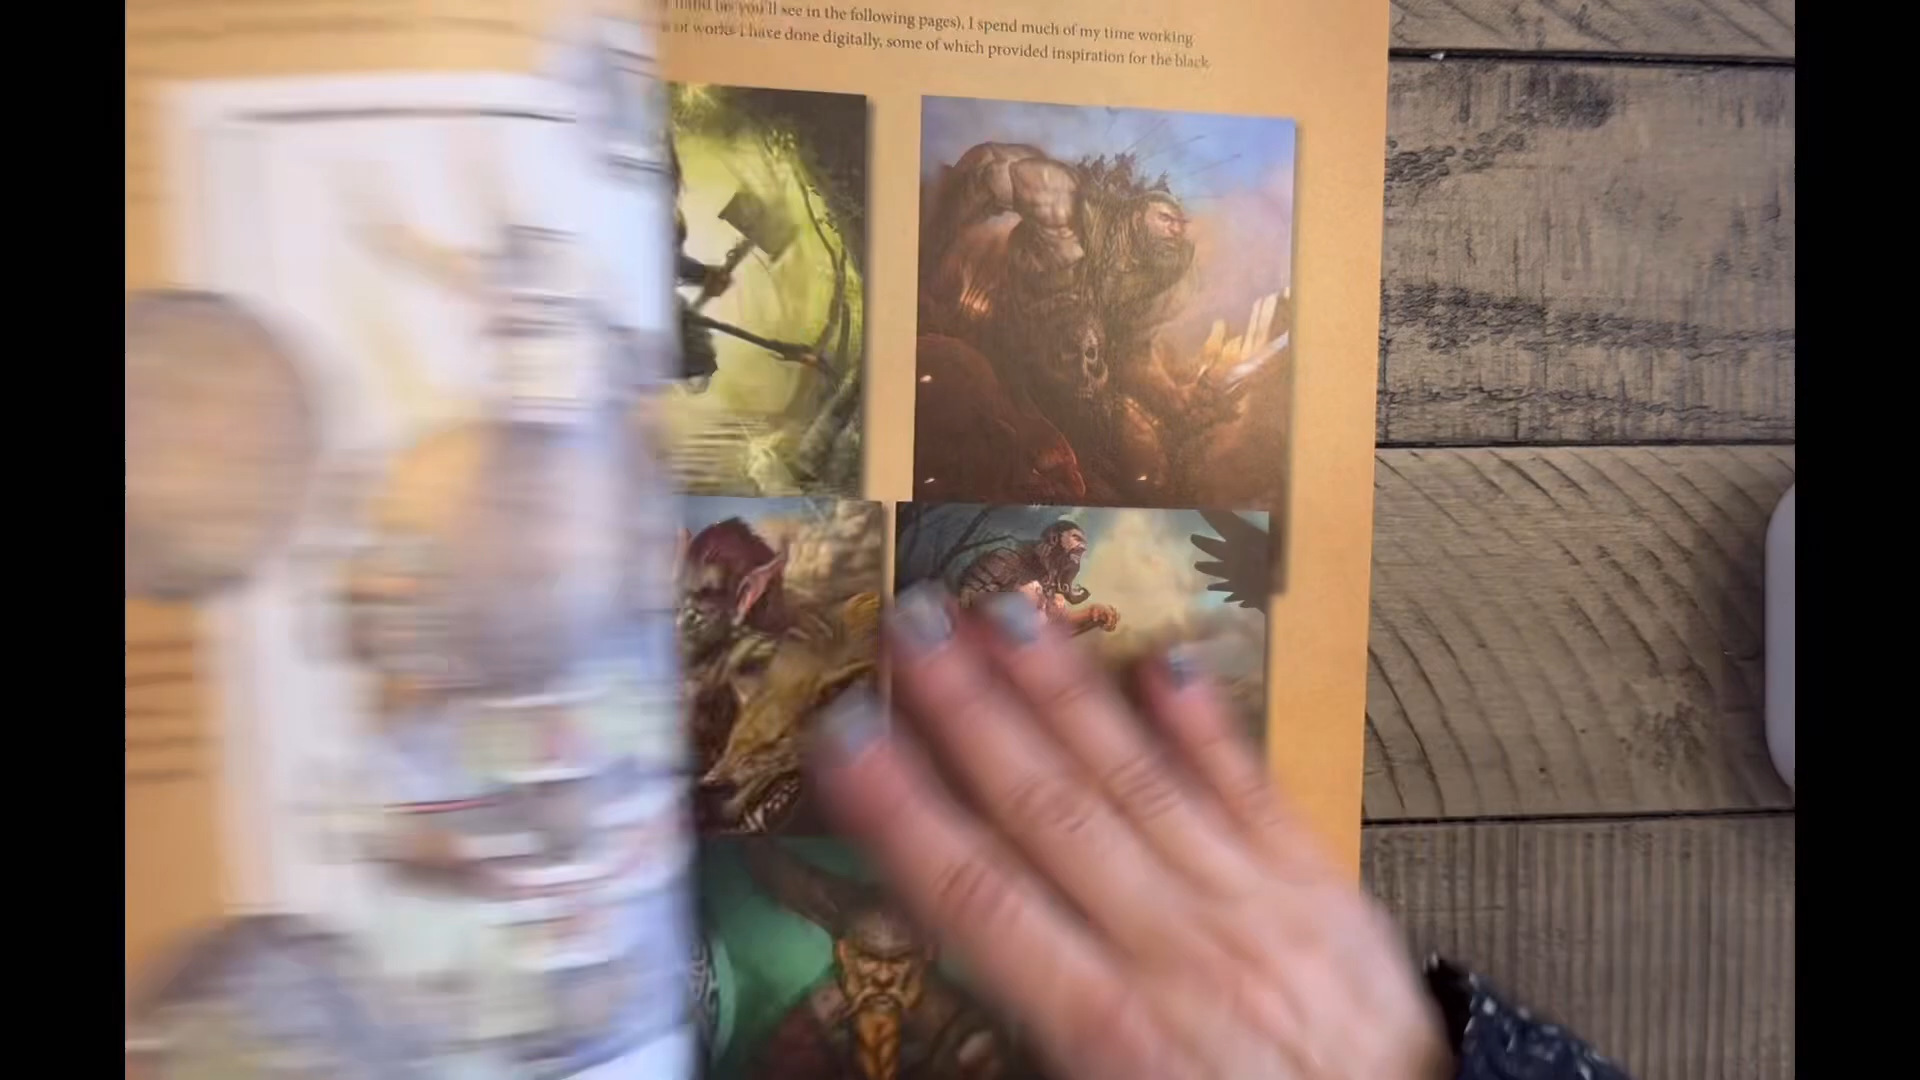 you'll see in the following pages), I spend much of my time working
of works I have done digitally, some of which provided inspiration for the black